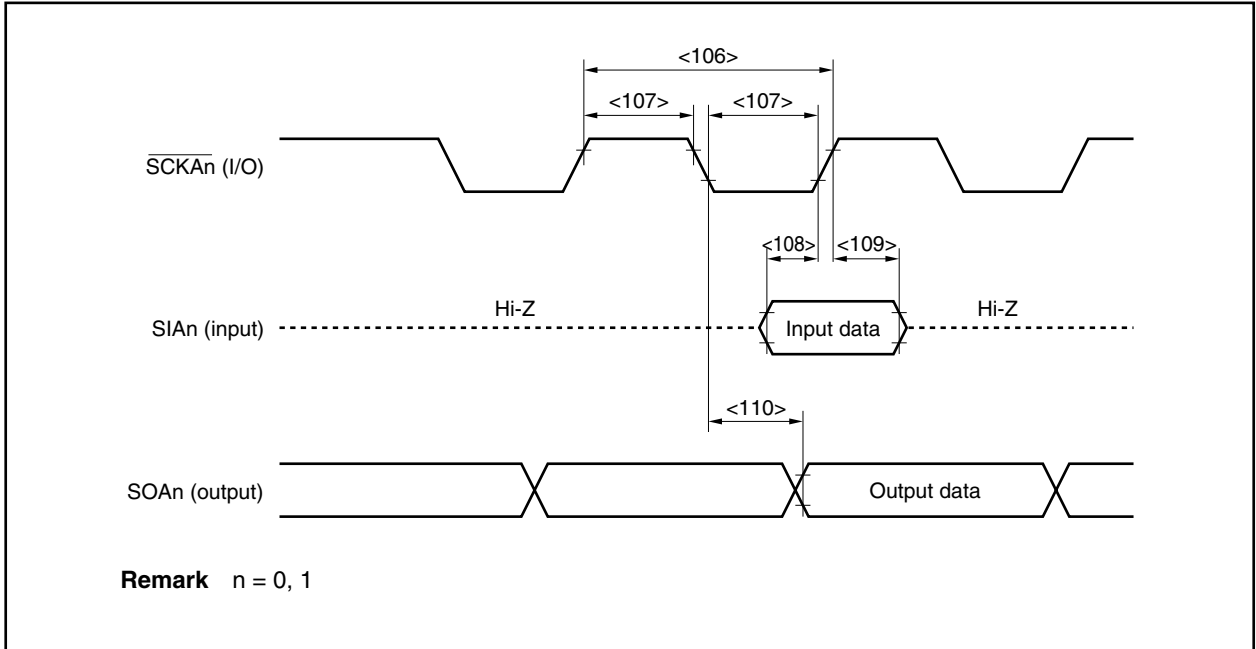 <106>
<107> <107>
SCKAn (I/O)
<108> <109>
Hi-Z Hi-Z
SIAn (input) Input data
<110>
SOAn (output) Output data
Remark n = 0, 1